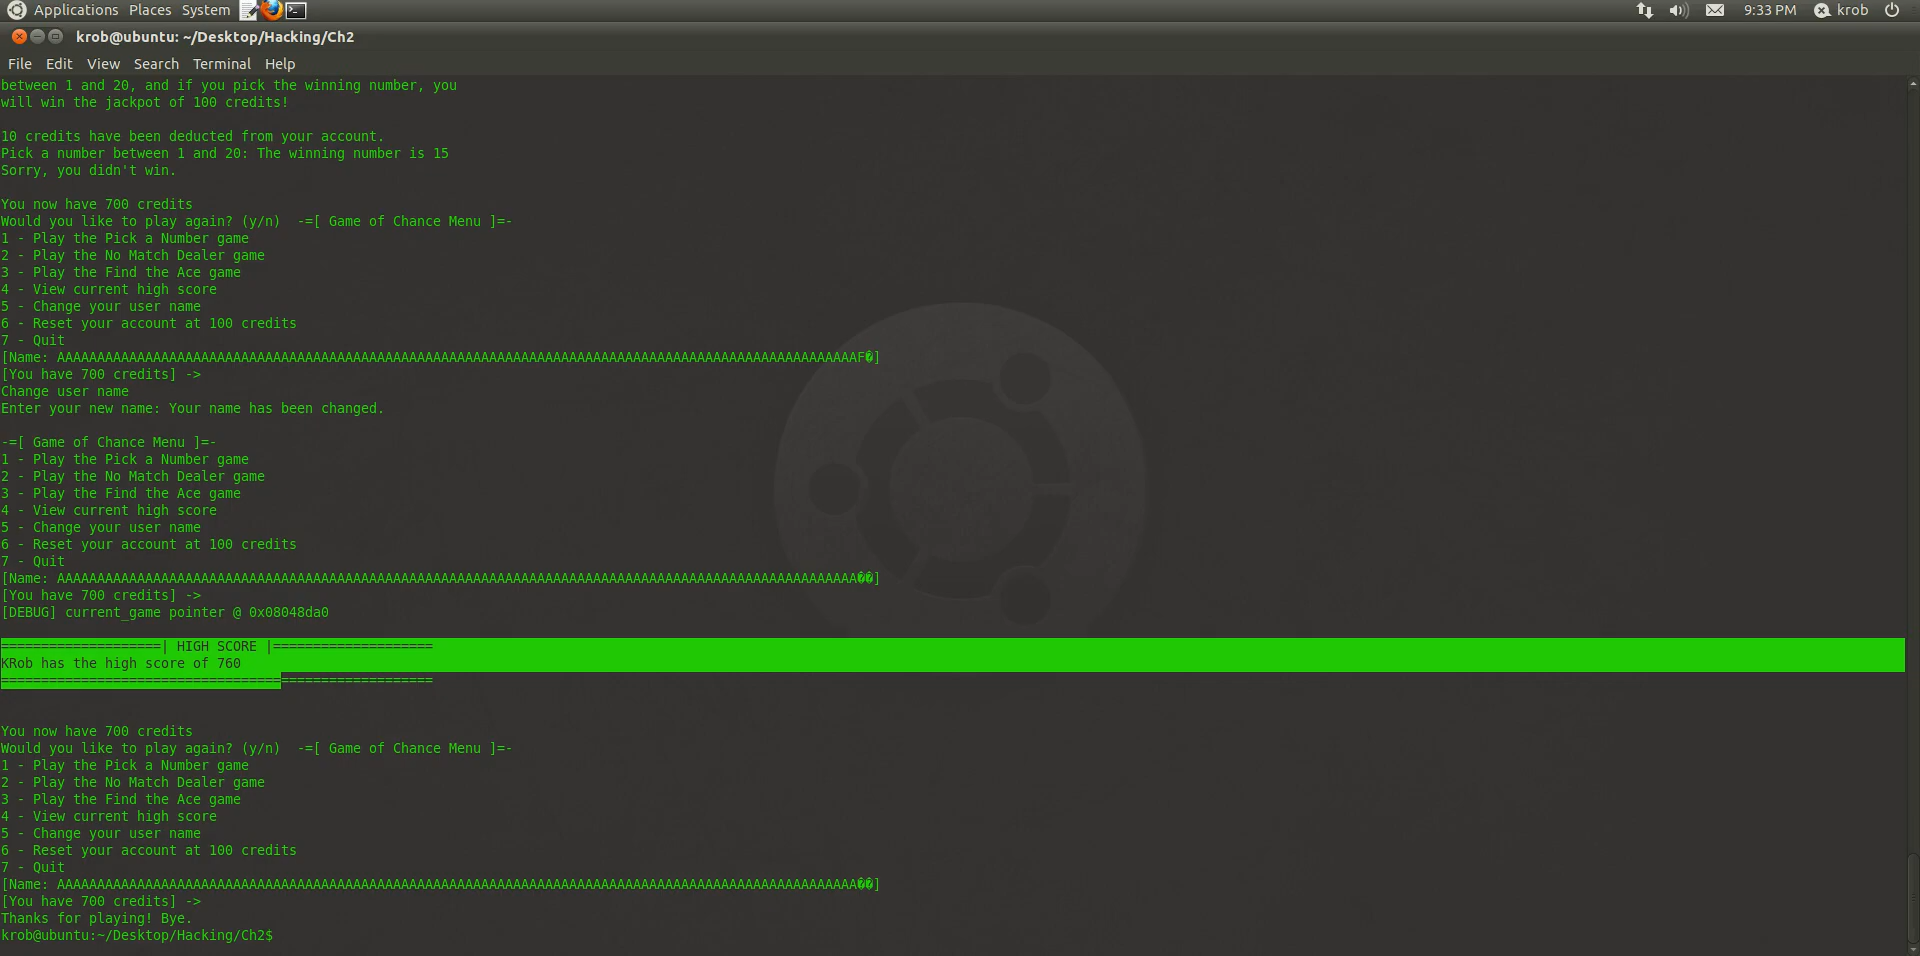 Applications Places System 9:33 PM krob
krob@ubuntu: ~/Desktop/Hacking/Ch2
File Edit View Search Terminal Help
between 1 and 20, and if you pick the winning number, you
will win the jackpot of 100 credits!
10 credits have been deducted from your account.
Pick a number between 1 and 20: The winning number is 15
Sorry, you didn't win.
You now have 700 credits
Would you like to play again? (y/n)  -=[ Game of Chance Menu ]=-
1 - Play the Pick a Number game
2 - Play the No Match Dealer game
3 - Play the Find the Ace game
4 - View current high score
5 - Change your user name
6 - Reset your account at 100 credits
7 - Quit
[Name: AAAAAAAAAAAAAAAAAAAAAAAAAAAAAAAAAAAAAAAAAAAAAAAAAAAAAAAAAAAAAAAAAAAAAAAAAAAAAAAAAAAAAAAAAAAAAAAAAAAAF�]
[You have 700 credits] ->
Change user name
Enter your new name: Your name has been changed.
-=[ Game of Chance Menu ]=-
1 - Play the Pick a Number game
2 - Play the No Match Dealer game
3 - Play the Find the Ace game
4 - View current high score
5 - Change your user name
6 - Reset your account at 100 credits
7 - Quit
[Name: AAAAAAAAAAAAAAAAAAAAAAAAAAAAAAAAAAAAAAAAAAAAAAAAAAAAAAAAAAAAAAAAAAAAAAAAAAAAAAAAAAAAAAAAAAAAAAAAAAAA��]
[You have 700 credits] ->
[DEBUG] current_game pointer @ 0x08048da0
====================| HIGH SCORE |====================
KRob has the high score of 760
======================================================
You now have 700 credits
Would you like to play again? (y/n)  -=[ Game of Chance Menu ]=-
1 - Play the Pick a Number game
2 - Play the No Match Dealer game
3 - Play the Find the Ace game
4 - View current high score
5 - Change your user name
6 - Reset your account at 100 credits
7 - Quit
[Name: AAAAAAAAAAAAAAAAAAAAAAAAAAAAAAAAAAAAAAAAAAAAAAAAAAAAAAAAAAAAAAAAAAAAAAAAAAAAAAAAAAAAAAAAAAAAAAAAAAAA��]
[You have 700 credits] ->
Thanks for playing! Bye.
krob@ubuntu:~/Desktop/Hacking/Ch2$